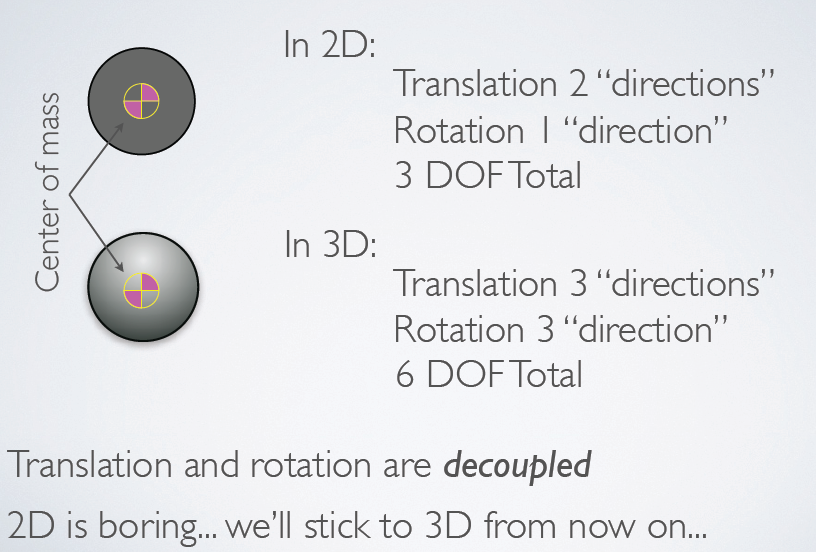 Center of mass
In 2D:
Translation 2 “directions”
Rotation 1 “direction”
3 DOF Total
In 3D:
Translation 3 “directions”
Rotation 3 “direction”
6 DOF Total
Translation and rotation are decoupled
2D is boring... we’ll stick to 3D from now on...